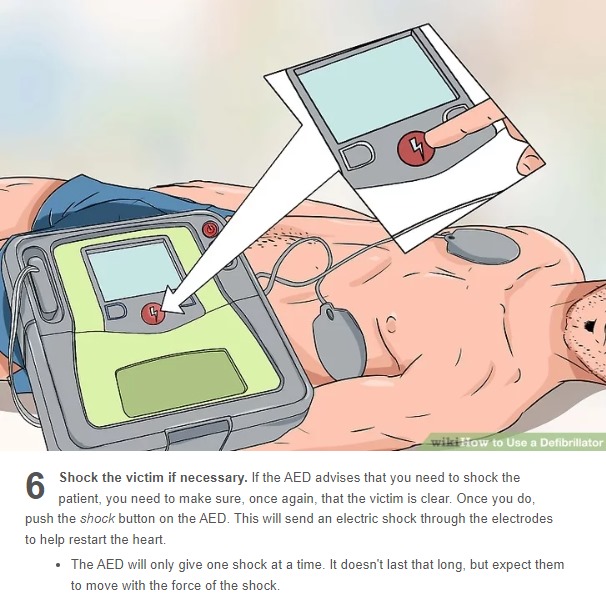 wikiHow to Use a Defibrillator
6 Shock the victim if necessary. If the AED advises that you need to shock the
patient, you need to make sure, once again, that the victim is clear. Once you do,
push the shock button on the AED. This will send an electric shock through the electrodes
to help restart the heart.
• The AED will only give one shock at a time. It doesn't last that long, but expect them
to move with the force of the shock.